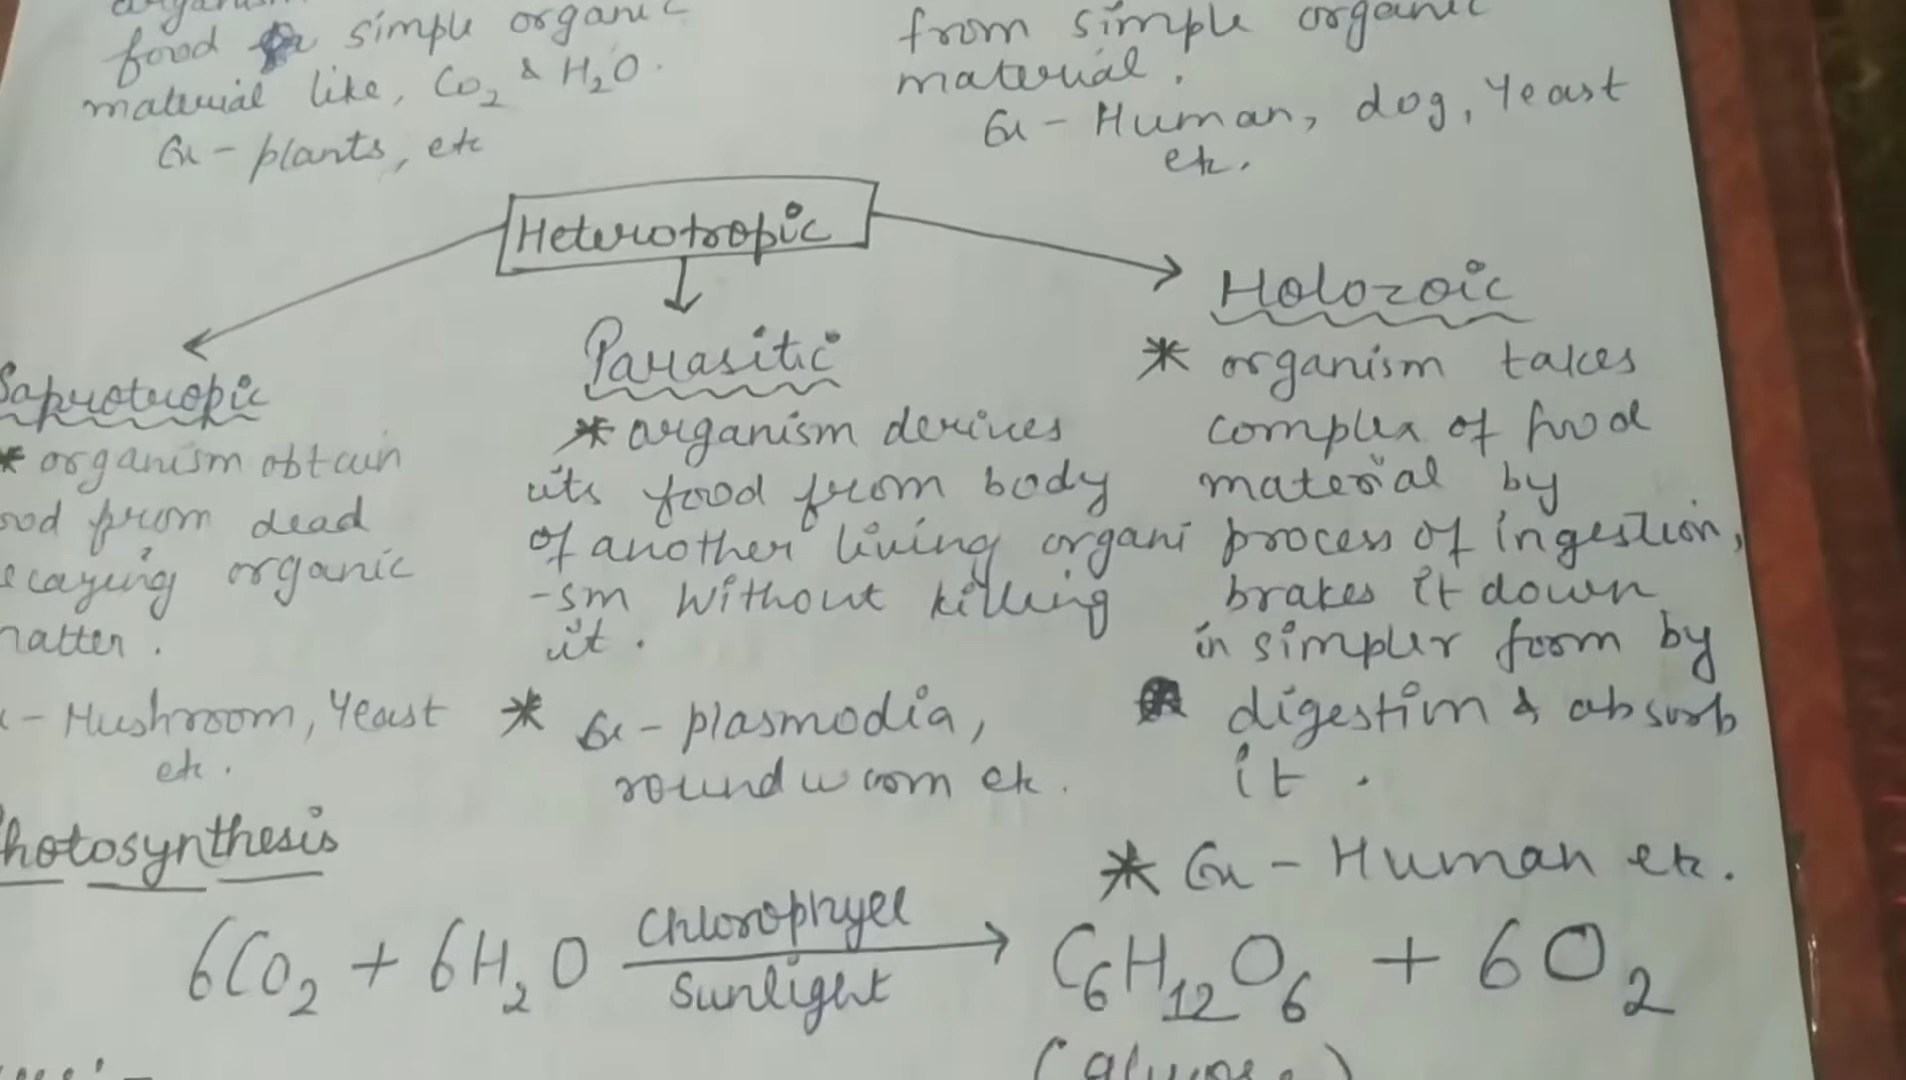 organism
food simple organic
material like, CO2 & H2O.
Ex - plants, etc
from simple organic
material.
Ex - Human, dog, Yeast
etc.
Heterotropic
Saprotropic
* organism obtain
ood from dead
ecaying organic
matter.
x - Mushroom, Yeast
etc.
Parasitic
* organism derives
its food from body
of another living organi
-sm without killing
it.
* Ex - plasmodia,
roundworm etc.
Holozoic
* organism takes
complex of food
material by
process of ingestion,
brakes it down
in simpler form by
digestion & absorb
it.
* Ex - Human etc.
hotosynthesis
6CO2 + 6H2O Chlorophyll Sunlight → C6H12O6 + 6O2
(Glucose)